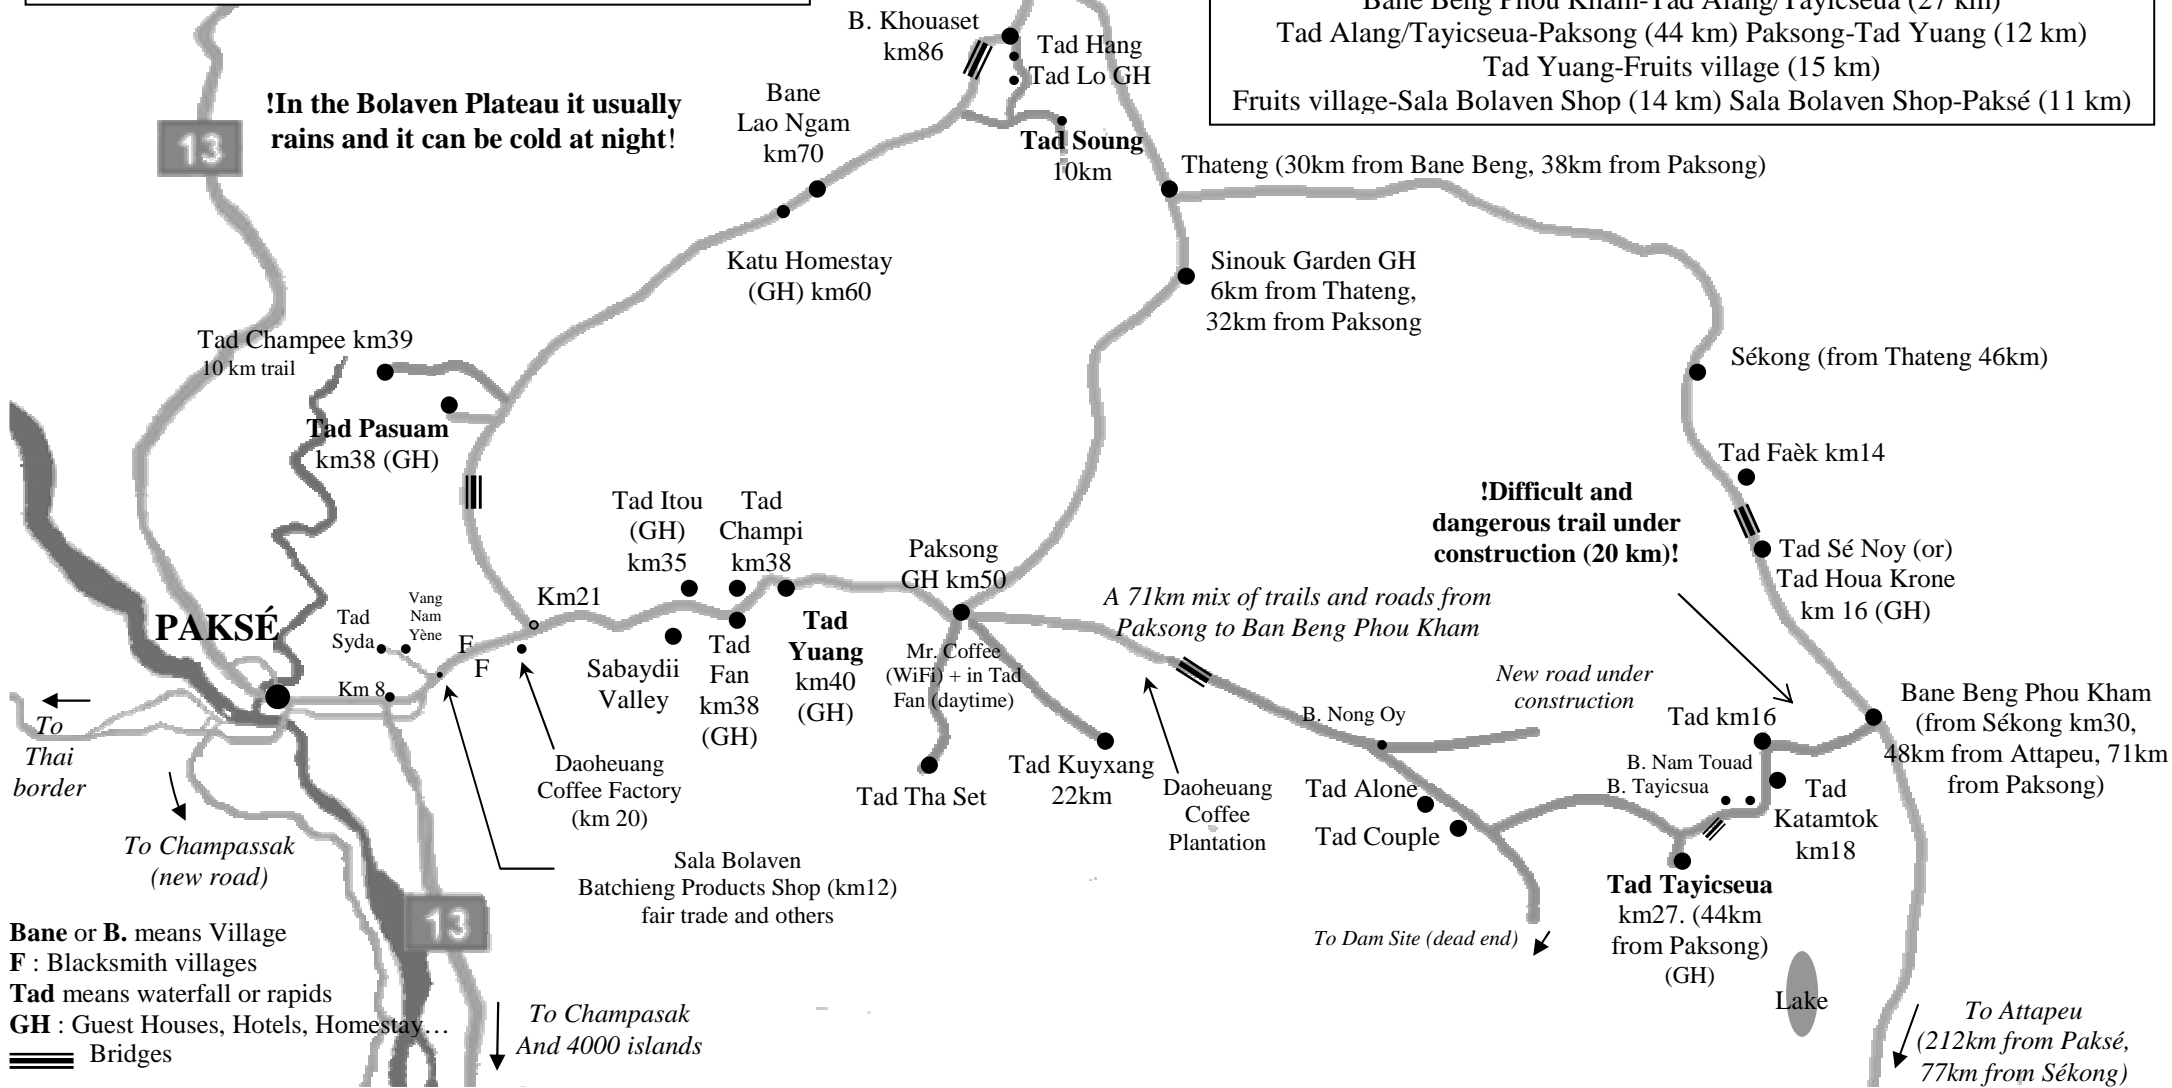 Bane Beng Phou Kham-Tad Alang/Tayicseua (27 km)
Tad Alang/Tayicseua-Paksong (44 km) Paksong-Tad Yuang (12 km)
Tad Yuang-Fruits village (15 km)
Fruits village-Sala Bolaven Shop (14 km) Sala Bolaven Shop-Paksé (11 km)
B. Khouaset
km86
Tad Hang
Tad Lo GH
!In the Bolaven Plateau it usually
rains and it can be cold at night!
13
Bane
Lao Ngam
km70
Tad Soung
10km
Thateng (30km from Bane Beng, 38km from Paksong)
Katu Homestay
(GH) km60
Sinouk Garden GH
6km from Thateng,
32km from Paksong
Tad Champee km39
10 km trail
Sékong (from Thateng 46km)
Tad Pasuam
km38 (GH)
Tad Faèk km14
!Difficult and
dangerous trail under
construction (20 km)!
Tad Itou
(GH)
km35
Tad
Champi
km38
Paksong
GH km50
Tad Sé Noy (or)
Tad Houa Krone
km 16 (GH)
Km21
A 71km mix of trails and roads from
Paksong to Ban Beng Phou Kham
PAKSÉ
Tad
Syda
Vang
Nam
Yène
F
F
Km 8
Sabaydii
Valley
Tad
Fan
km38
(GH)
Tad
Yuang
km40
(GH)
Mr. Coffee
(WiFi) + in Tad
Fan (daytime)
New road under
construction
B. Nong Oy
Tad km16
Bane Beng Phou Kham
(from Sékong km30,
48km from Attapeu, 71km
from Paksong)
To
Thai
border
Daoheuang
Coffee Factory
(km 20)
Tad Tha Set
Tad Kuyxang
22km
Daoheuang
Coffee
Plantation
Tad Alone
Tad Couple
B. Nam Touad
B. Tayicsua
Tad
Katamtok
km18
To Champassak
(new road)
Sala Bolaven
Batchieng Products Shop (km12)
fair trade and others
Tad Tayicseua
km27. (44km
from Paksong)
(GH)
13
To Dam Site (dead end)
Lake
Bane or B. means Village
F : Blacksmith villages
Tad means waterfall or rapids
GH : Guest Houses, Hotels, Homestay…
Bridges
To Champasak
And 4000 islands
To Attapeu
(212km from Paksé,
77km from Sékong)